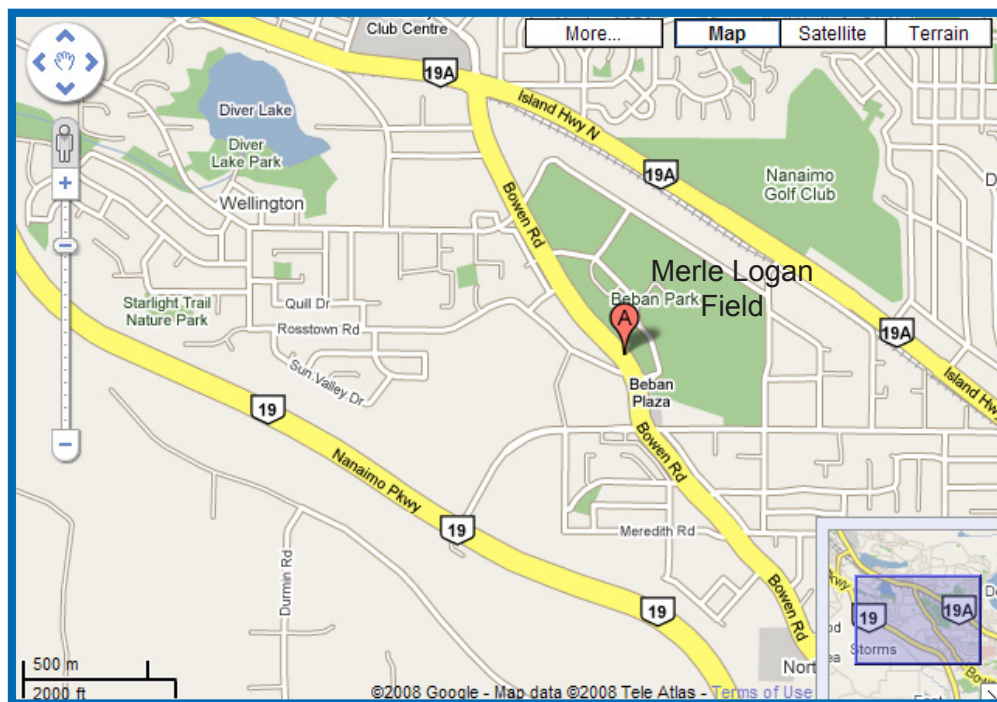 Club Centre
More...
Map
Satellite
Terrain
19A
Island Hwy N
Diver Lake
Diver
Lake Park
Wellington
Bowen Rd
19A
Nanaimo
Golf Club
D
Merle Logan
Field
Beban Park
A
Starlight Trail
Nature Park
Quill Dr
Rosstown Rd
Sun Valley Dr
19A
Island Hwy
Beban
Plaza
19
Bowen Rd
Nanaimo Pkwy
19
Meredith Rd
Durmin Rd
19
Bowen Rd
North
19
19A
Storms
500 m
2000 ft
©2008 Google - Map data ©2008 Tele Atlas - Terms of Use